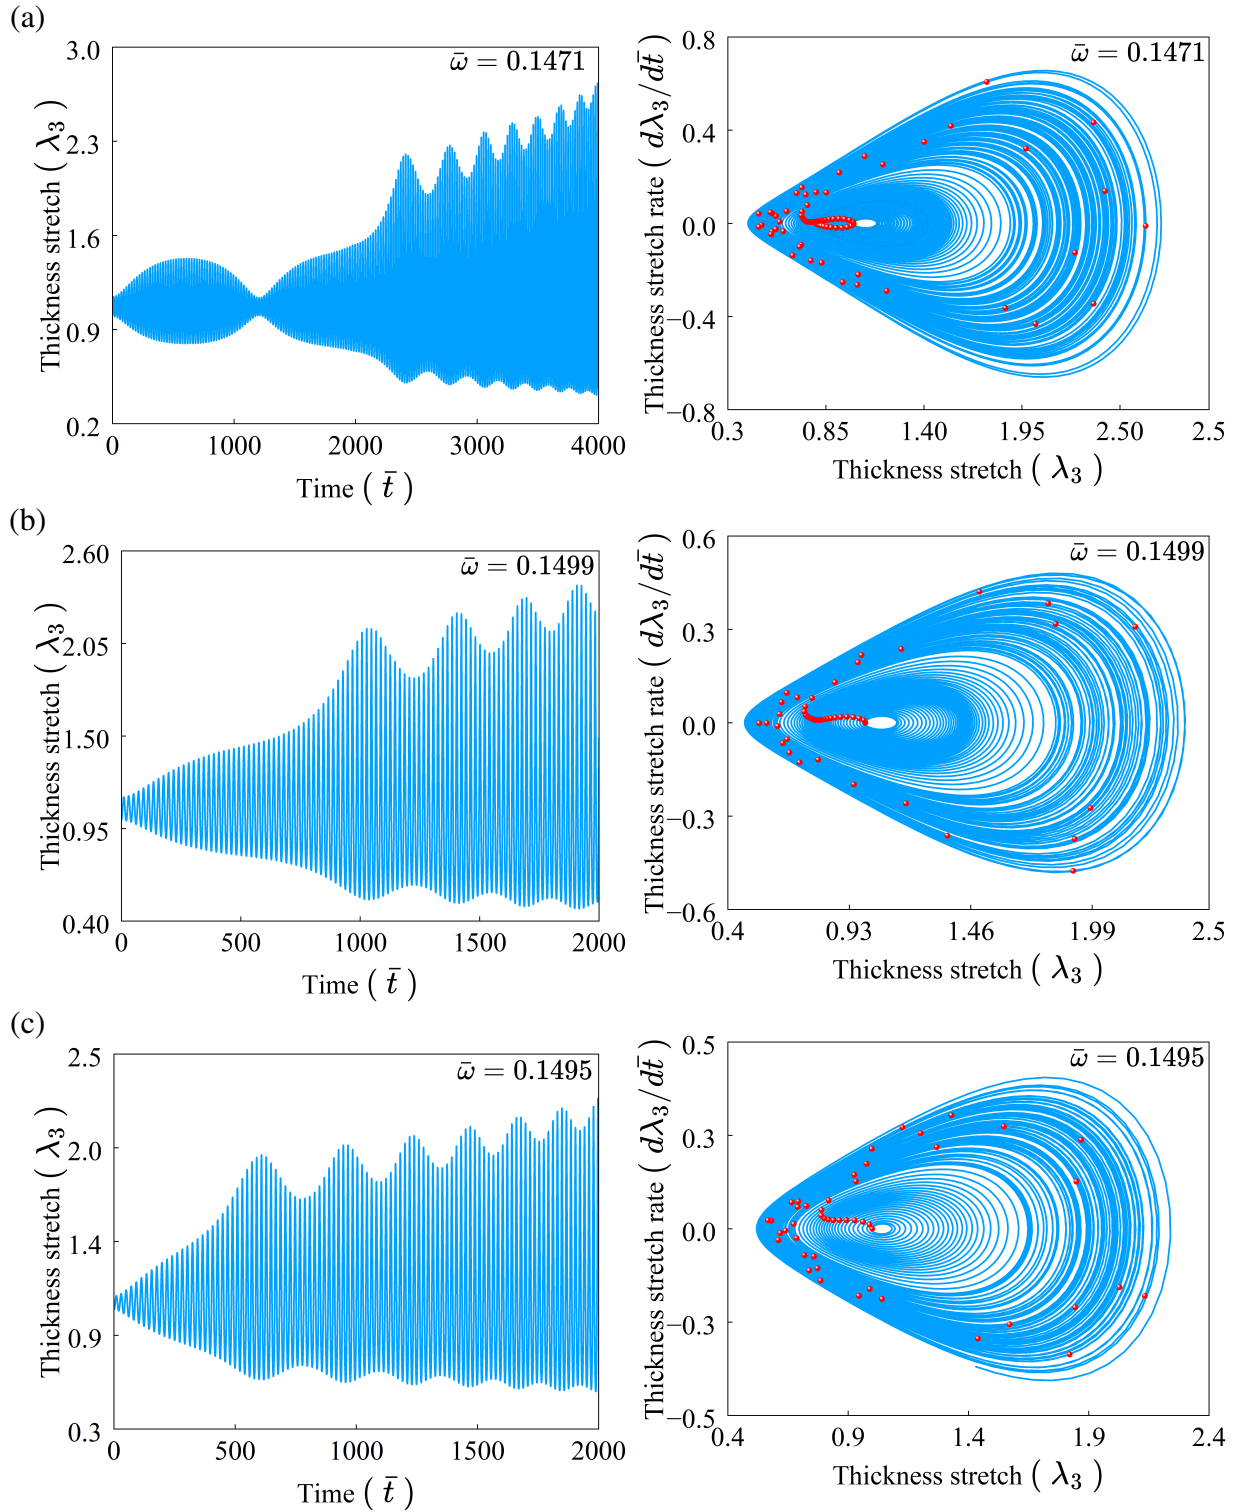 (a)
ω̄ = 0.1471
3.0
2.3
1.6
0.9
0.2
Thickness stretch ( λ₃ )
0 1000 2000 3000 4000
Time ( t̄ )
ω̄ = 0.1471
0.8
0.4
0.0
−0.4
−0.8
Thickness stretch rate ( dλ₃/dt̄ )
0.3 0.85 1.40 1.95 2.50 2.5
Thickness stretch ( λ₃ )
(b)
ω̄ = 0.1499
2.60
2.05
1.50
0.95
0.40
Thickness stretch ( λ₃ )
0 500 1000 1500 2000
Time ( t̄ )
ω̄ = 0.1499
0.6
0.3
0.0
−0.3
−0.6
Thickness stretch rate ( dλ₃/dt̄ )
0.4 0.93 1.46 1.99 2.5
Thickness stretch ( λ₃ )
(c)
ω̄ = 0.1495
2.5
2.0
1.4
0.9
0.3
Thickness stretch ( λ₃ )
0 500 1000 1500 2000
Time ( t̄ )
ω̄ = 0.1495
0.5
0.3
0.0
−0.3
−0.5
Thickness stretch rate ( dλ₃/dt̄ )
0.4 0.9 1.4 1.9 2.4
Thickness stretch ( λ₃ )